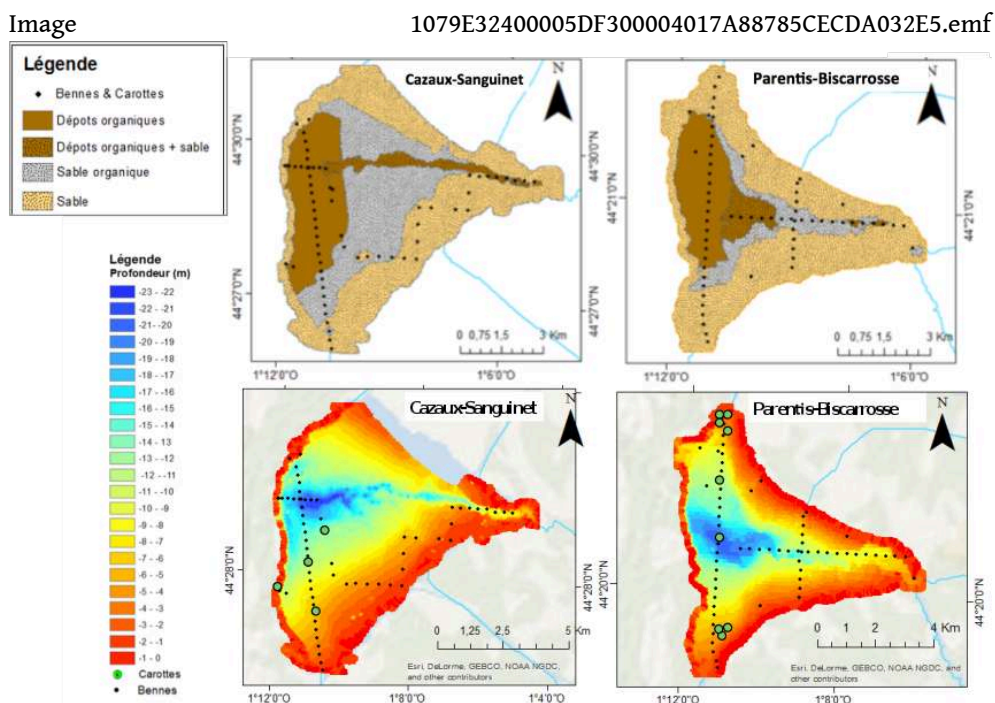 Image 1079E32400005DF300004017A88785CECDA032E5.emf
Légende
Bennes & Carottes
Dépots organiques
Dépots organiques + sable
Sable organique
Sable
Cazaux-Sanguinet
N
44°30'0"N
44°27'0"N
44°30'0"N
44°27'0"N
0 0,75 1,5 3 Km
1°12'0"O 1°6'0"O
Parentis-Biscarrosse
N
44°21'0"N
44°21'0"N
0 0,75 1,5 3 Km
1°12'0"O 1°6'0"O
Légende
Profondeur (m)
-23 - -22
-22 - -21
-21 - -20
-20 - -19
-19 - -18
-18 - -17
-17 - -16
-16 - -15
-15 - -14
-14 - 13
-13 - -12
-12 - -11
-11 - -10
-10 - -9
-9 - -8
-8 - -7
-7 - -6
-6 - -5
-5 - -4
-4 - -3
-3 - -2
-2 - -1
-1 - 0
Carottes
Bennes
Cazaux-Sanguinet
N
44°28'0"N
44°28'0"N
0 1,25 2,5 5 Km
Esri, DeLorme, GEBCO, NOAA NGDC,
and other contributors
1°12'0"O 1°8'0"O 1°4'0"O
Parentis-Biscarrosse
N
44°20'0"N
44°20'0"N
0 1 2 4 Km
Esri, DeLorme, GEBCO, NOAA NGDC, and
other contributors
1°12'0"O 1°8'0"O